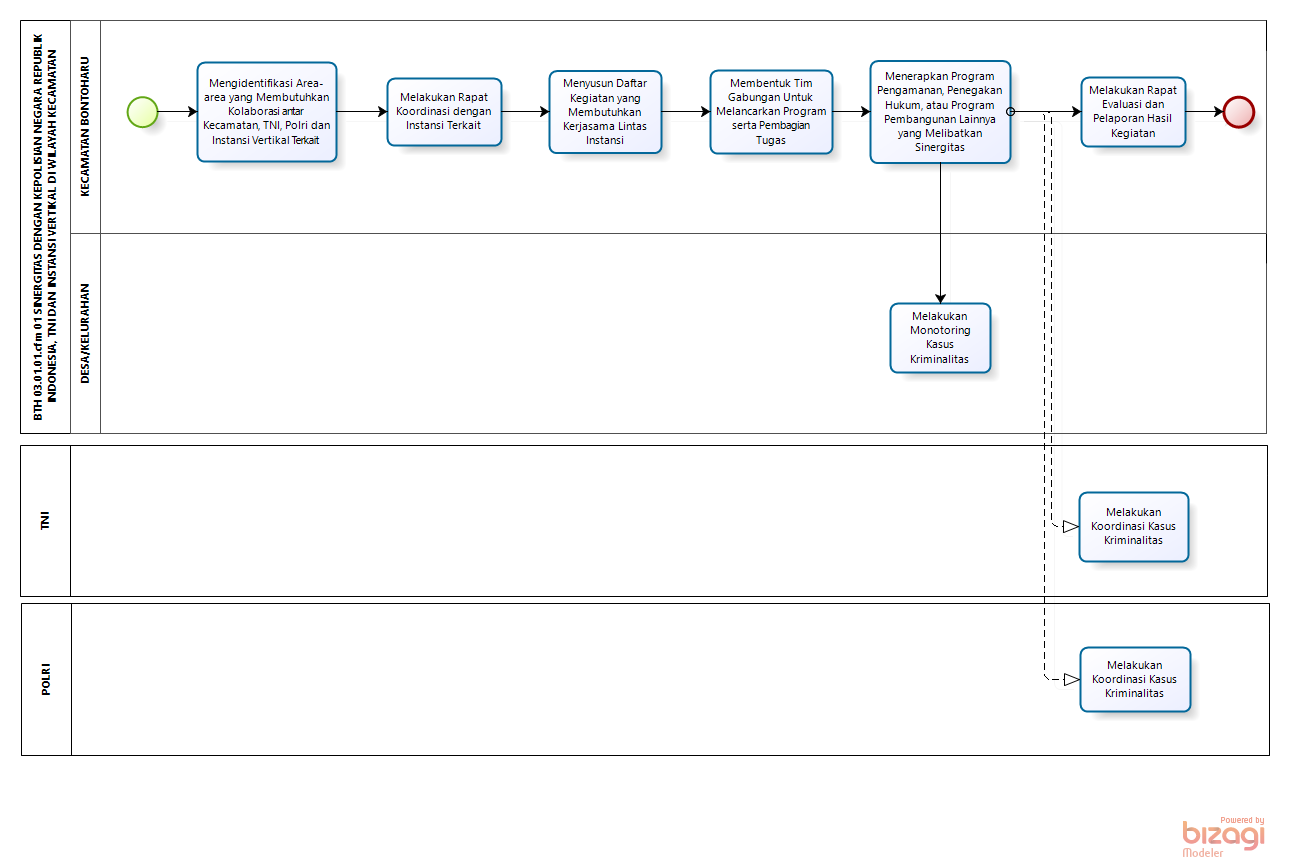 BTH 03.01.01.cfm 01 SINERGITAS DENGAN KEPOLISIAN NEGARA REPUBLIK
INDONESIA, TNI DAN INSTANSI VERTIKAL DI WILAYAH KECAMATAN
KECAMATAN BONTOHARU
Mengidentifikasi Area-
area yang Membutuhkan
Kolaborasi antar
Kecamatan, TNI, Polri dan
Instansi Vertikal Terkait
Melakukan Rapat
Koordinasi dengan
Instansi Terkait
Menyusun Daftar
Kegiatan yang
Membutuhkan
Kerjasama Lintas
Instansi
Membentuk Tim
Gabungan Untuk
Melancarkan Program
serta Pembagian
Tugas
Menerapkan Program
Pengamanan, Penegakan
Hukum, atau Program
Pembangunan Lainnya
yang Melibatkan
Sinergitas
Melakukan Rapat
Evaluasi dan
Pelaporan Hasil
Kegiatan
DESA/KELURAHAN
Melakukan
Monotoring
Kasus
Kriminalitas
TNI
Melakukan
Koordinasi Kasus
Kriminalitas
POLRI
Melakukan
Koordinasi Kasus
Kriminalitas
Powered by
bizagi
Modeler